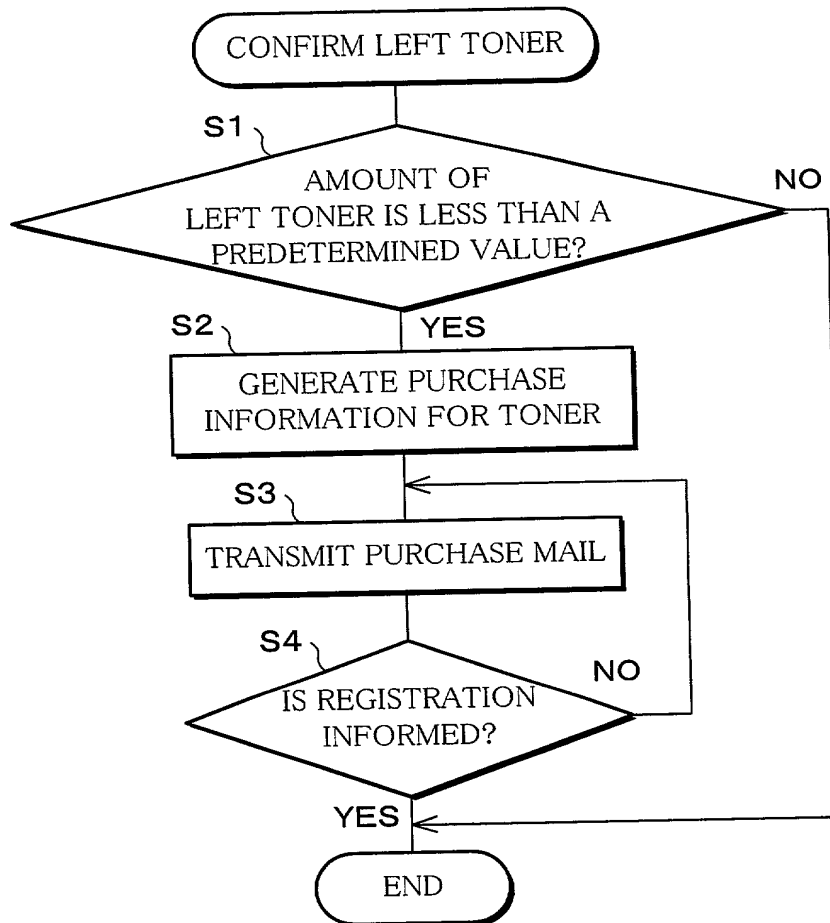 CONFIRM LEFT TONER
S1
AMOUNT OF
LEFT TONER IS LESS THAN A
PREDETERMINED VALUE?
NO
YES
S2
GENERATE PURCHASE
INFORMATION FOR TONER
S3
TRANSMIT PURCHASE MAIL
S4
IS REGISTRATION
INFORMED?
NO
YES
END